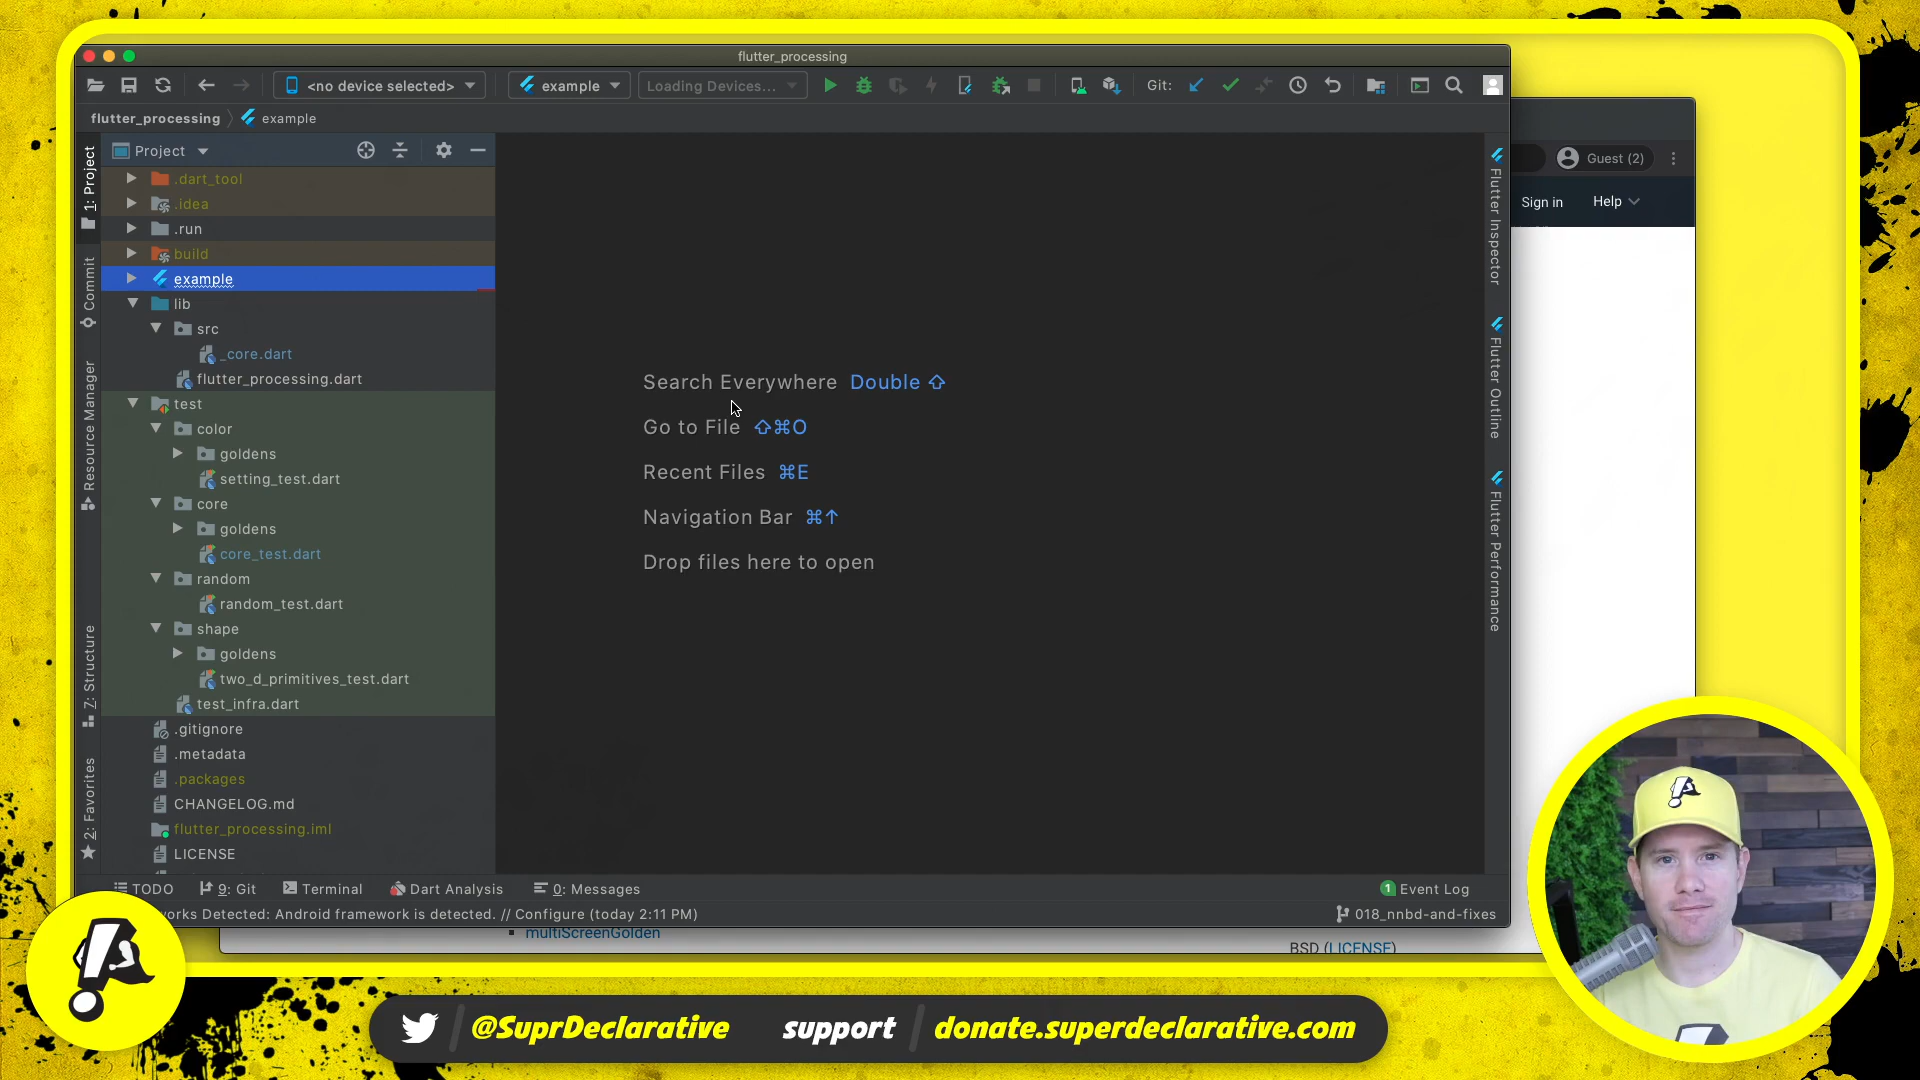 flutter_processing
<no device selected>
example
Loading Devices...
Git:
flutter_processing
example
Guest (2)
Sign in
Help
1: Project
Commit
Resource Manager
7: Structure
2: Favorites
Project
.dart_tool
.idea
.run
build
example
lib
src
_core.dart
flutter_processing.dart
test
color
goldens
setting_test.dart
core
goldens
core_test.dart
random
random_test.dart
shape
goldens
two_d_primitives_test.dart
test_infra.dart
.gitignore
.metadata
.packages
CHANGELOG.md
flutter_processing.iml
LICENSE
Search Everywhere Double ⇧
Go to File ⇧⌘O
Recent Files ⌘E
Navigation Bar ⌘↑
Drop files here to open
Flutter Inspector
Flutter Outline
Flutter Performance
TODO
9: Git
Terminal
Dart Analysis
0: Messages
1 Event Log
works Detected: Android framework is detected. // Configure (today 2:11 PM)
018_nnbd-and-fixes
multiScreenGolden
BSD (LICENSE)
@SuprDeclarative
support
donate.superdeclarative.com